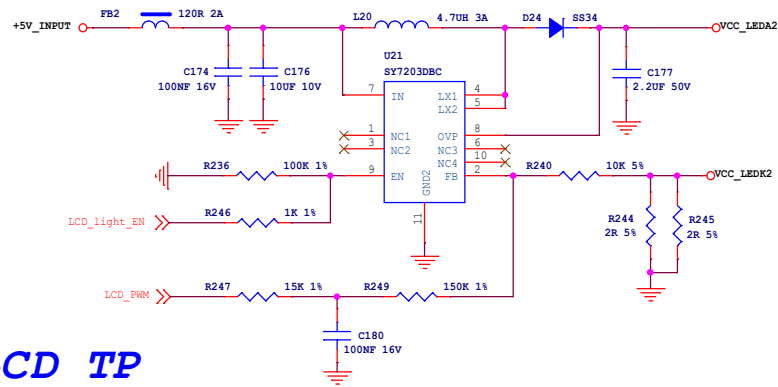 FB2 120R 2A L20 4.7UH 3A D24 SS34
+5V_INPUT VCC_LEDA2
U21
SY7203DBC
C174
100NF 16V
C176
10UF 10V
C177
2.2UF 50V
7 IN LX1 4
LX2 5
1 NC1 OVP 8
3 NC2 NC3 6
NC4 10
9 EN FB 2
GND2
11
R236 100K 1% R240 10K 5%
VCC_LEDK2
R246 1K 1%
LCD_light_EN
R244
2R 5%
R245
2R 5%
R247 15K 1% R249 150K 1%
LCD_PWM
C180
100NF 16V
CD TP